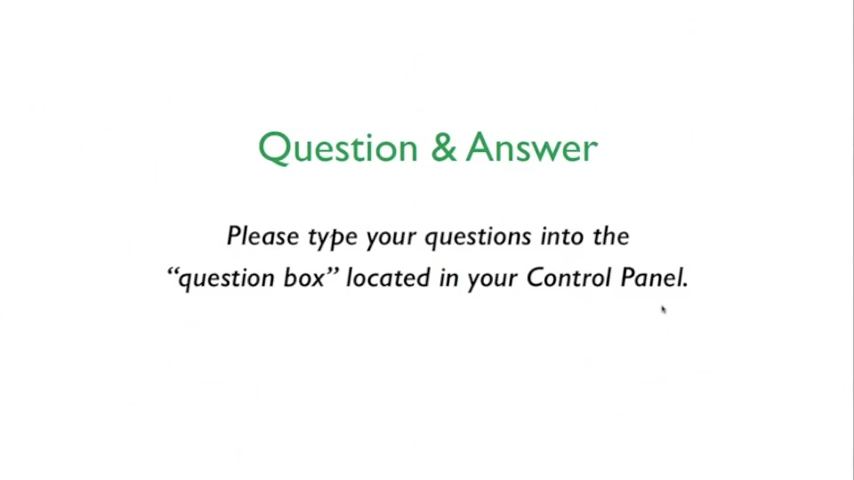 Question & Answer
Please type your questions into the
“question box” located in your Control Panel.